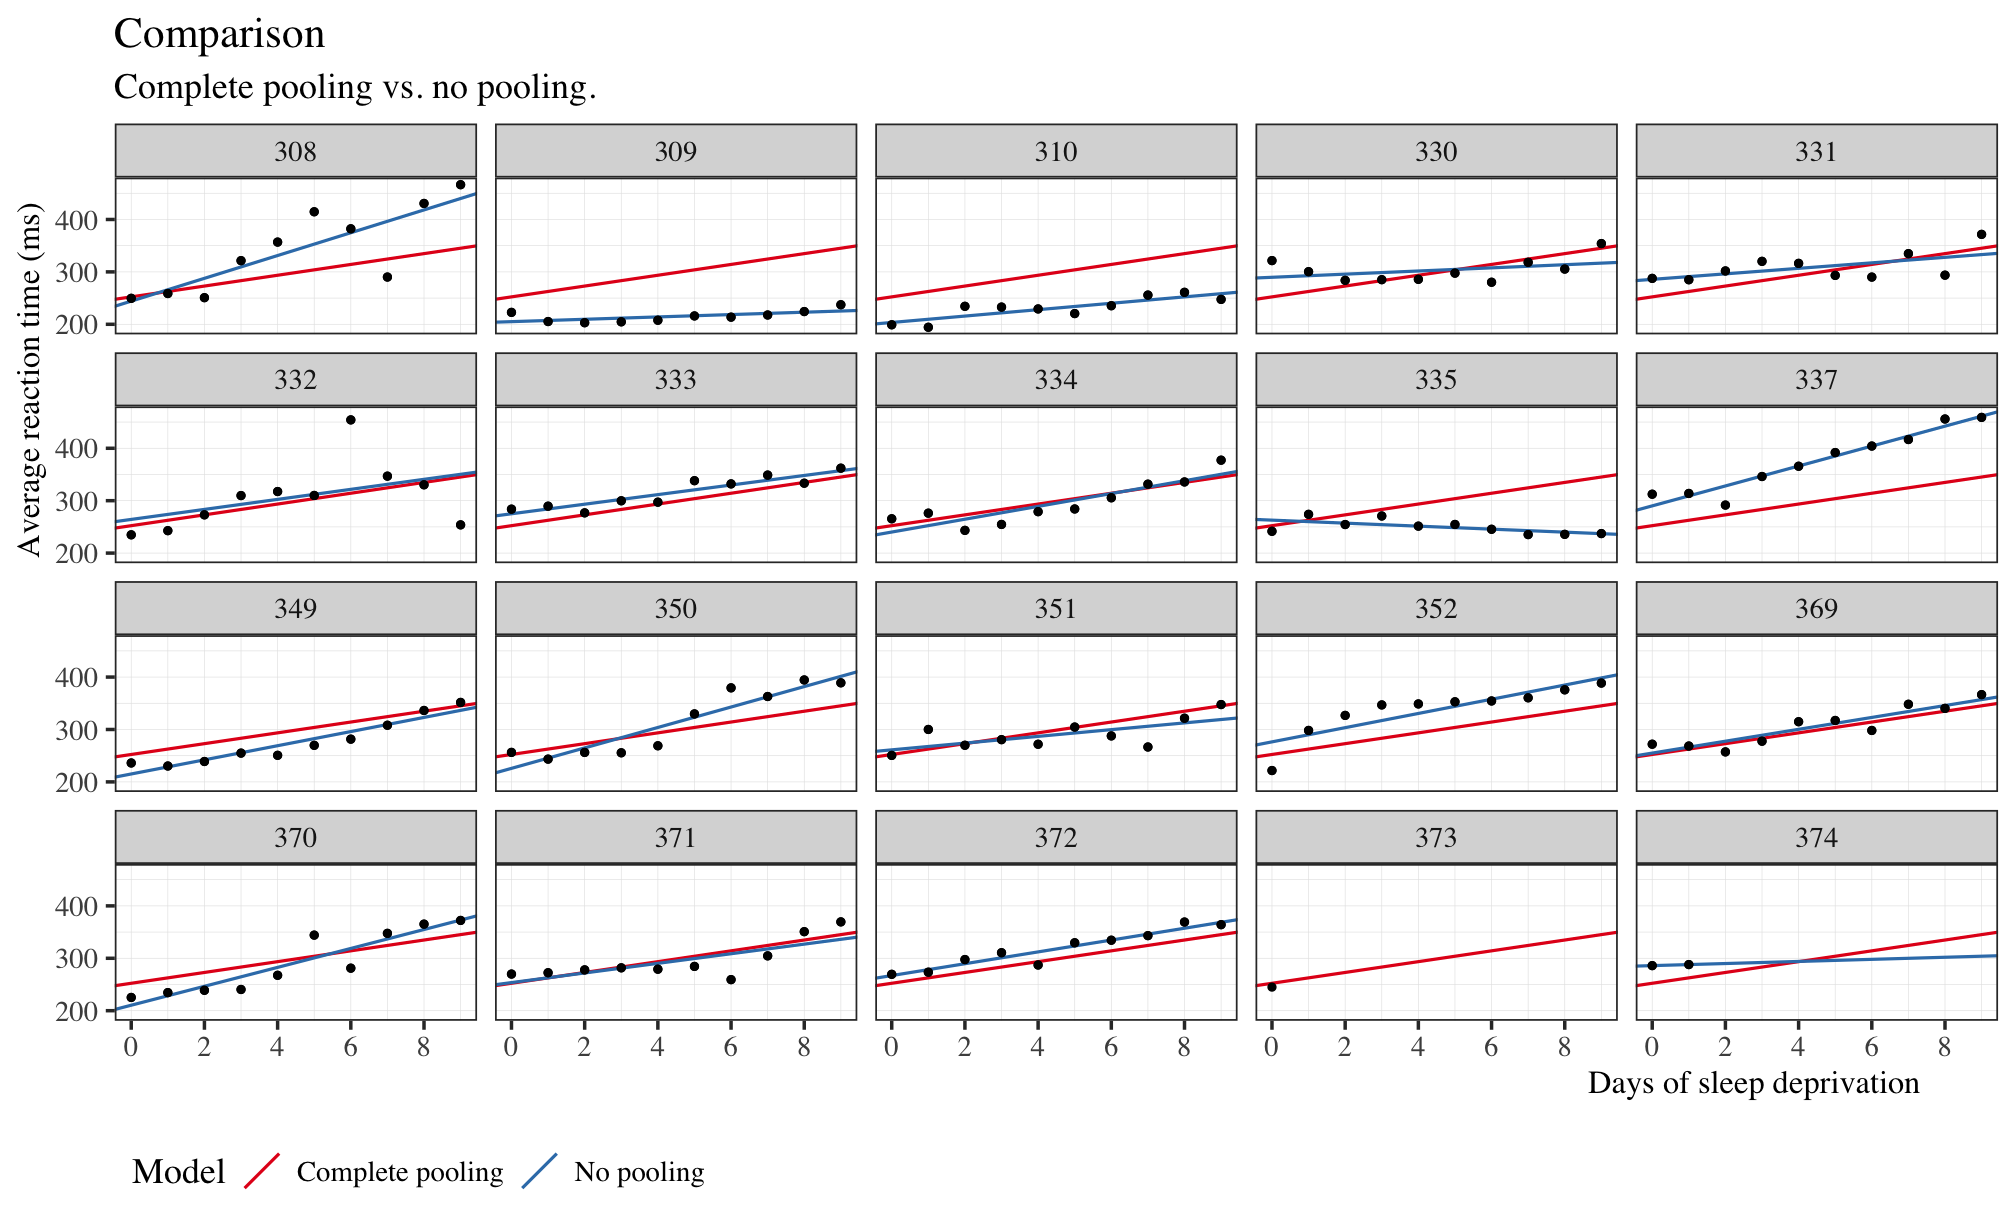 Comparison
Complete pooling vs. no pooling.
308 309 310 330 331
400
300
200
332 333 334 335 337
400
300
200
349 350 351 352 369
400
300
200
370 371 372 373 374
400
300
200
0 2 4 6 8 0 2 4 6 8 0 2 4 6 8 0 2 4 6 8 0 2 4 6 8
Average reaction time (ms)
Days of sleep deprivation
Model Complete pooling No pooling